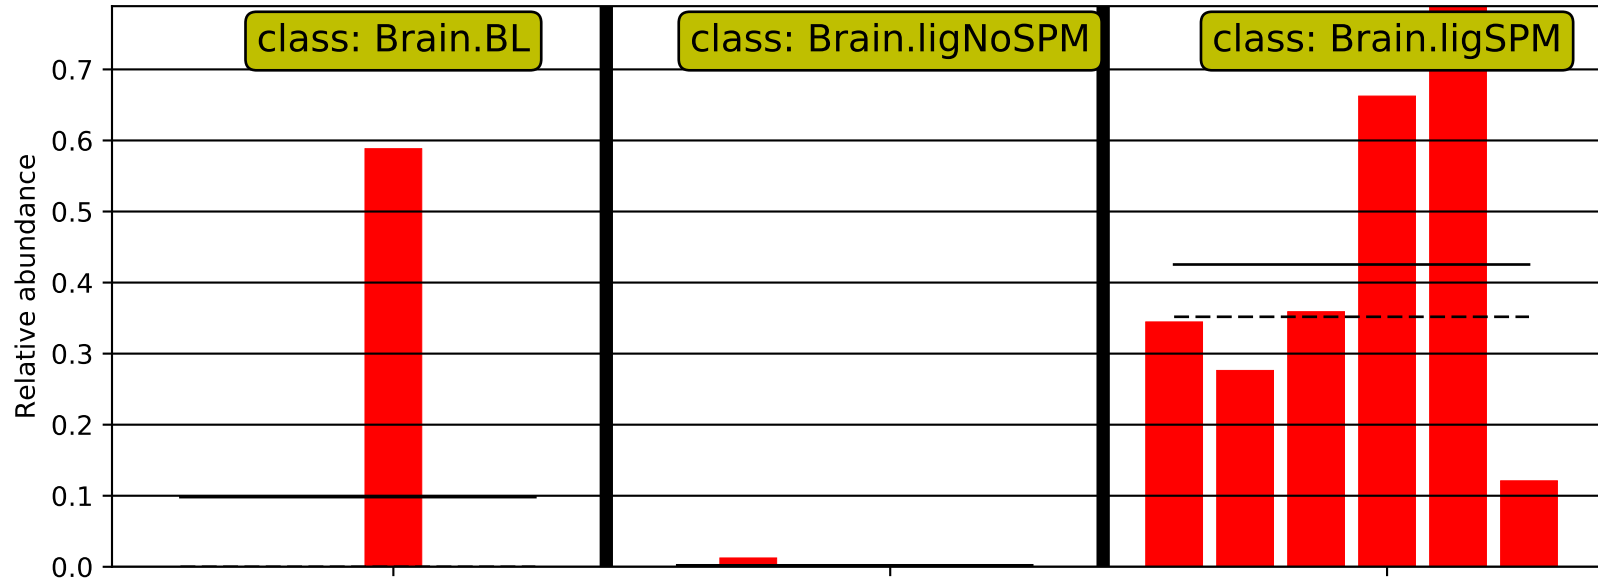 class: Brain.BL
class: Brain.ligNoSPM
class: Brain.ligSPM
Relative abundance
0.7
0.6
0.5
0.4
0.3
0.2
0.1
0.0